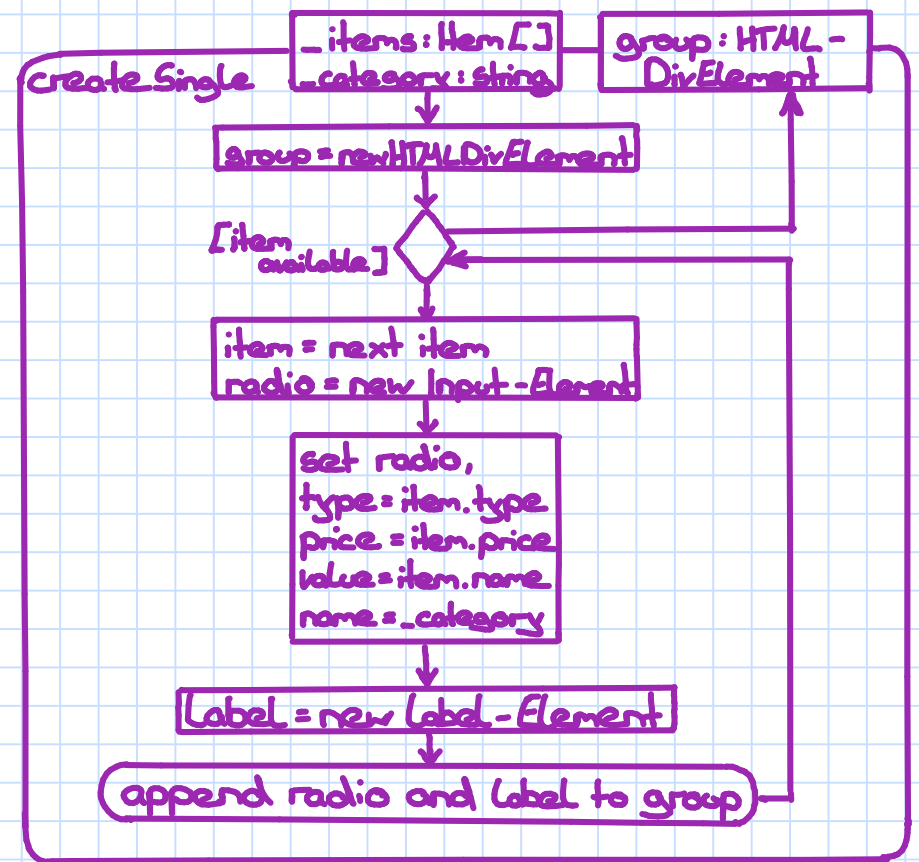 createSingle
_items: Item []
_category: string
group: HTML-
DivElement
group = newHTMLDivElement
[item
available]
item = next item
radio = new Input-Element
set radio,
type = item.type
price = item.price
value = item.name
name = _category
Label = new Label-Element
append radio and Label to group